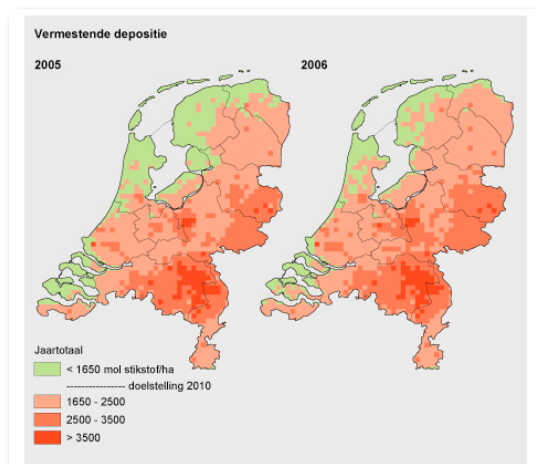 Vermestende depositie
2005
2006
Jaartotaal
< 1650 mol stikstof/ha
---------------- doelstelling 2010
1650 - 2500
2500 - 3500
> 3500